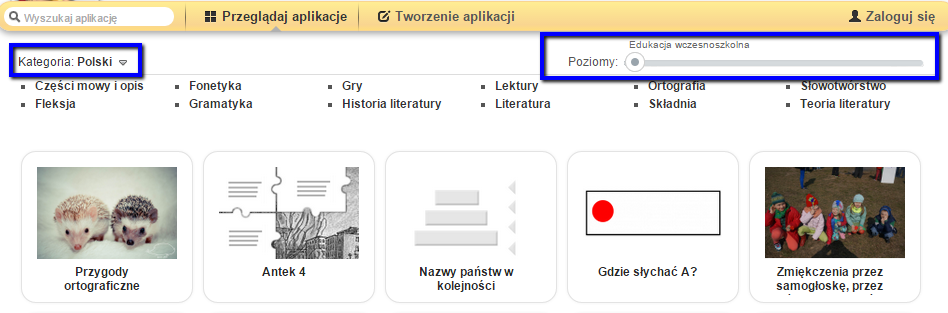 Wyszukaj aplikację
Przeglądaj aplikacje
Tworzenie aplikacji
Zaloguj się
Kategoria: Polski
Edukacja wczesnoszkolna
Poziomy:
Części mowy i opis
Fonetyka
Gry
Lektury
Ortografia
Słowotwórstwo
Fleksja
Gramatyka
Historia literatury
Literatura
Składnia
Teoria literatury
Przygody
ortograficzne
Antek 4
Nazwy państw w
kolejności
Gdzie słychać A?
Zmiękczenia przez
samogłoskę, przez